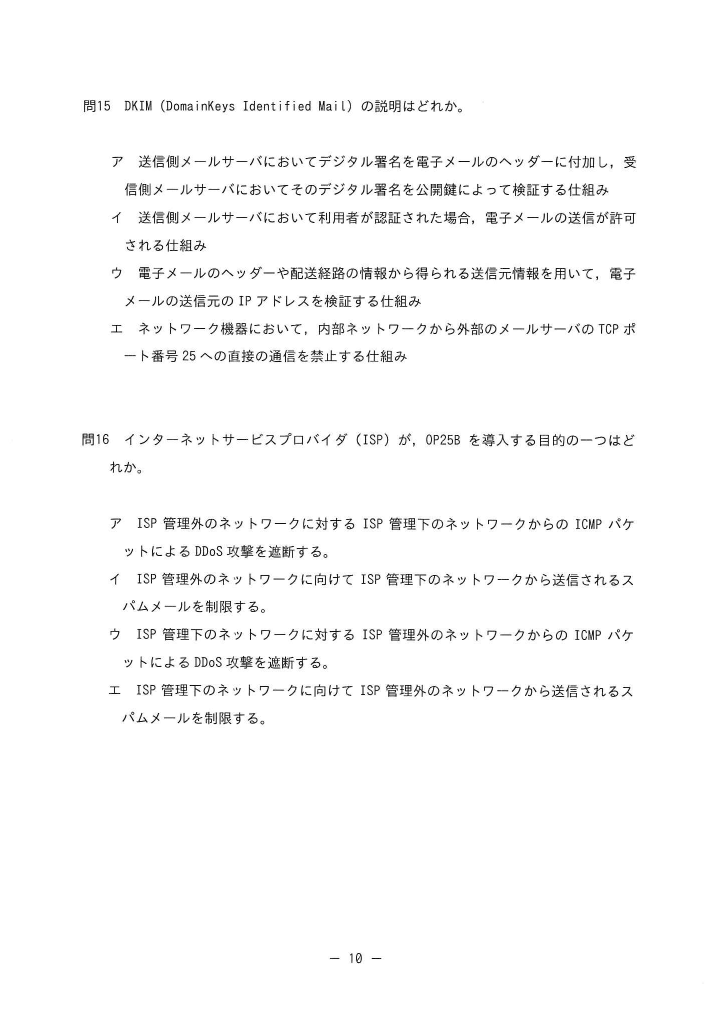 問15 DKIM（DomainKeys Identified Mail）の説明はどれか。
ア 送信側メールサーバにおいてデジタル署名を電子メールのヘッダーに付加し，受
信側メールサーバにおいてそのデジタル署名を公開鍵によって検証する仕組み
イ 送信側メールサーバにおいて利用者が認証された場合，電子メールの送信が許可
される仕組み
ウ 電子メールのヘッダーや配送経路の情報から得られる送信元情報を用いて，電子
メールの送信元の IP アドレスを検証する仕組み
エ ネットワーク機器において，内部ネットワークから外部のメールサーバの TCP ポ
ート番号 25 への直接の通信を禁止する仕組み
問16 インターネットサービスプロバイダ（ISP）が，OP25B を導入する目的の一つはど
れか。
ア ISP 管理外のネットワークに対する ISP 管理下のネットワークからの ICMP パケ
ットによる DDoS 攻撃を遮断する。
イ ISP 管理外のネットワークに向けて ISP 管理下のネットワークから送信されるス
パムメールを制限する。
ウ ISP 管理下のネットワークに対する ISP 管理外のネットワークからの ICMP パケ
ットによる DDoS 攻撃を遮断する。
エ ISP 管理下のネットワークに向けて ISP 管理外のネットワークから送信されるス
パムメールを制限する。
－ 10 －